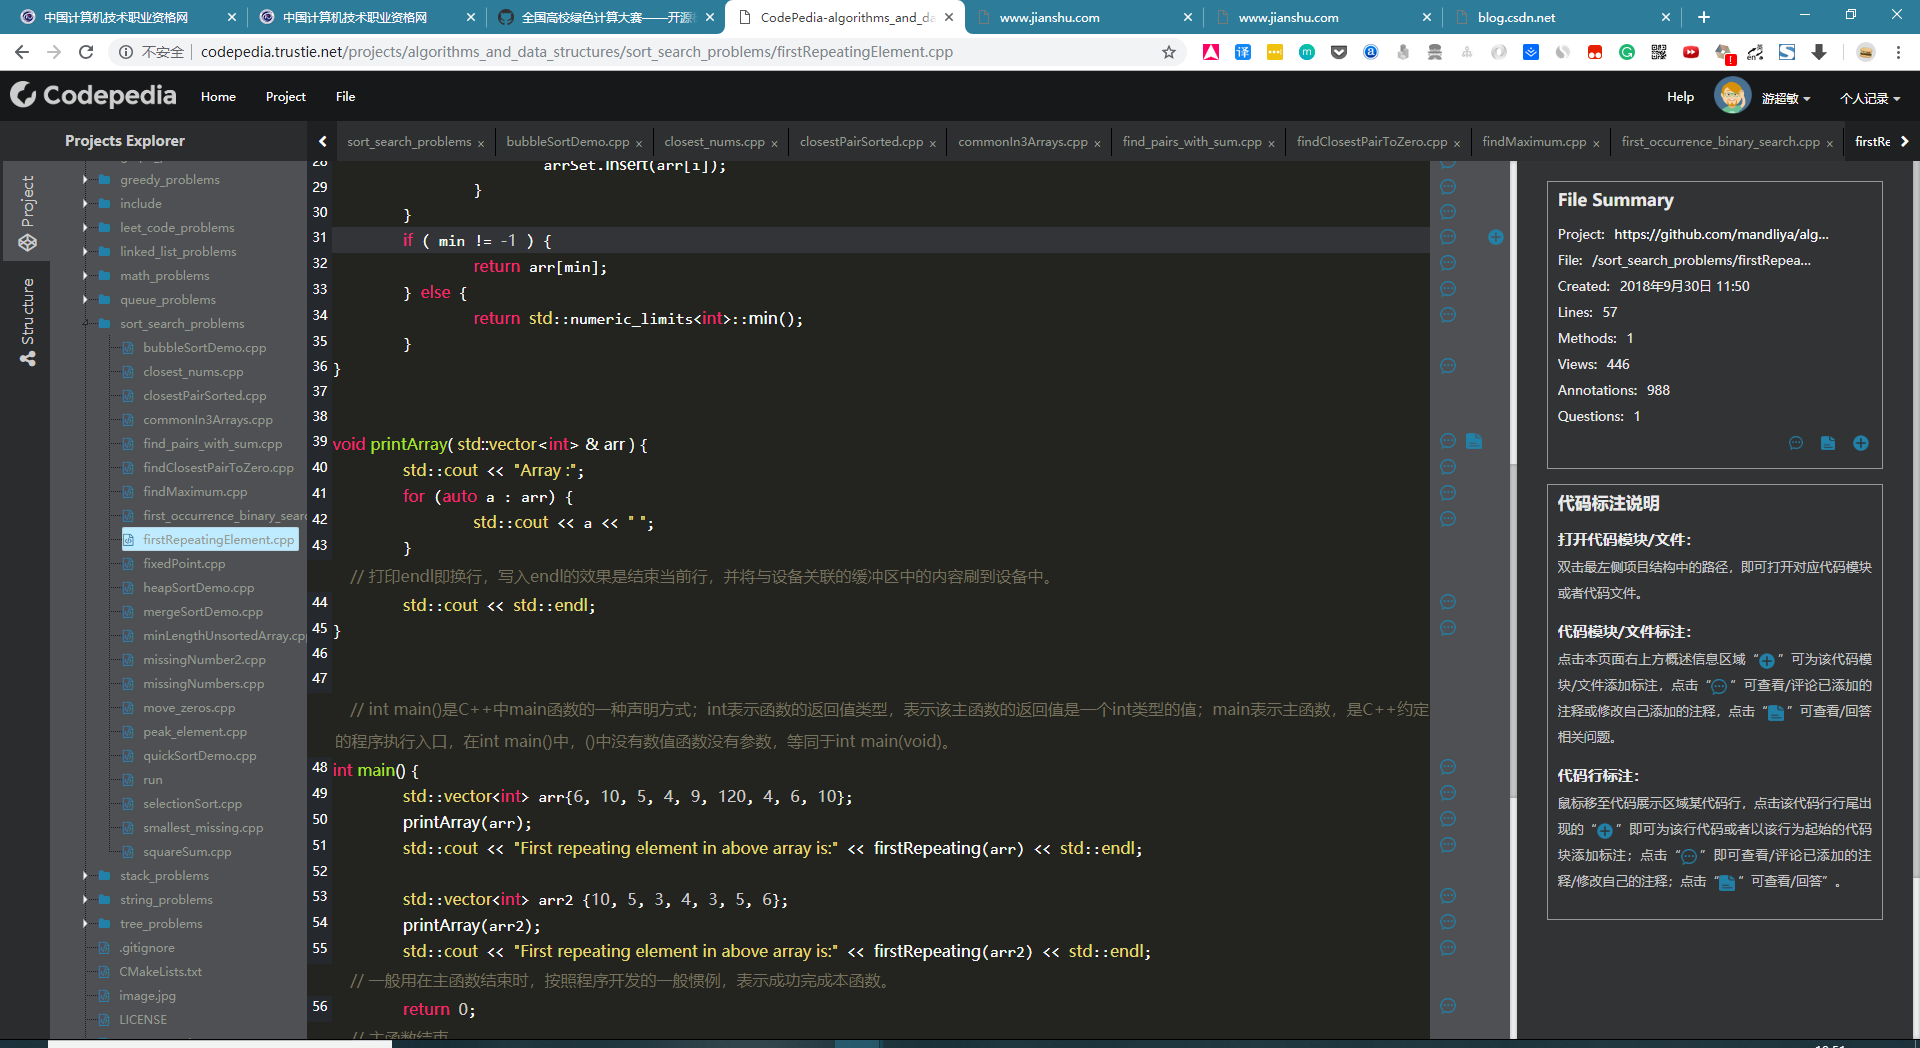 中国计算机技术职业资格网
中国计算机技术职业资格网
全国高校绿色计算大赛——开源
CodePedia-algorithms_and_da
www.jianshu.com
www.jianshu.com
blog.csdn.net
不安全
codepedia.trustie.net/projects/algorithms_and_data_structures/sort_search_problems/firstRepeatingElement.cpp
Codepedia
Home
Project
File
Help
游超敏
个人记录
Projects Explorer
sort_search_problems ×
bubbleSortDemo.cpp ×
closest_nums.cpp ×
closestPairSorted.cpp ×
commonIn3Arrays.cpp ×
find_pairs_with_sum.cpp ×
findClosestPairToZero.cpp ×
findMaximum.cpp ×
first_occurrence_binary_search.cpp ×
firstRe
Project
Structure
greedy_problems
include
leet_code_problems
linked_list_problems
math_problems
queue_problems
sort_search_problems
bubbleSortDemo.cpp
closest_nums.cpp
closestPairSorted.cpp
commonIn3Arrays.cpp
find_pairs_with_sum.cpp
findClosestPairToZero.cpp
findMaximum.cpp
first_occurrence_binary_searc
firstRepeatingElement.cpp
fixedPoint.cpp
heapSortDemo.cpp
mergeSortDemo.cpp
minLengthUnsortedArray.cpp
missingNumber2.cpp
missingNumbers.cpp
move_zeros.cpp
peak_element.cpp
quickSortDemo.cpp
run
selectionSort.cpp
smallest_missing.cpp
squareSum.cpp
stack_problems
string_problems
tree_problems
.gitignore
CMakeLists.txt
image.jpg
LICENSE
28 arrSet.insert(arr[i]);
29 }
30 }
31 if ( min != -1 ) {
32 return arr[min];
33 } else {
34 return std::numeric_limits<int>::min();
35 }
36 }
37
38
39 void printArray( std::vector<int> & arr ) {
40 std::cout << "Array :";
41 for (auto a : arr) {
42 std::cout << a << " ";
43 }
// 打印endl即换行，写入endl的效果是结束当前行，并将与设备关联的缓冲区中的内容刷到设备中。
44 std::cout << std::endl;
45 }
46
47
// int main()是C++中main函数的一种声明方式；int表示函数的返回值类型，表示该主函数的返回值是一个int类型的值；main表示主函数，是C++约定
的程序执行入口，在int main()中，()中没有数值函数没有参数，等同于int main(void)。
48 int main() {
49 std::vector<int> arr{6, 10, 5, 4, 9, 120, 4, 6, 10};
50 printArray(arr);
51 std::cout << "First repeating element in above array is:" << firstRepeating(arr) << std::endl;
52
53 std::vector<int> arr2 {10, 5, 3, 4, 3, 5, 6};
54 printArray(arr2);
55 std::cout << "First repeating element in above array is:" << firstRepeating(arr2) << std::endl;
// 一般用在主函数结束时，按照程序开发的一般惯例，表示成功完成本函数。
56 return 0;
// 主函数结束
File Summary
Project: https://github.com/mandliya/alg...
File: /sort_search_problems/firstRepea...
Created: 2018年9月30日 11:50
Lines: 57
Methods: 1
Views: 446
Annotations: 988
Questions: 1
代码标注说明
打开代码模块/文件：
双击最左侧项目结构中的路径，即可打开对应代码模块
或者代码文件。
代码模块/文件标注：
点击本页面右上方概述信息区域“ ”可为该代码模
块/文件添加标注，点击“ ”可查看/评论已添加的
注释或修改自己添加的注释，点击“ ”可查看/回答
相关问题。
代码行标注：
鼠标移至代码展示区域某代码行，点击该代码行行尾出
现的“ ”即可为该行代码或者以该行为起始的代码
块添加标注；点击“ ”即可查看/评论已添加的注
释/修改自己的注释；点击“ ”可查看/回答”。